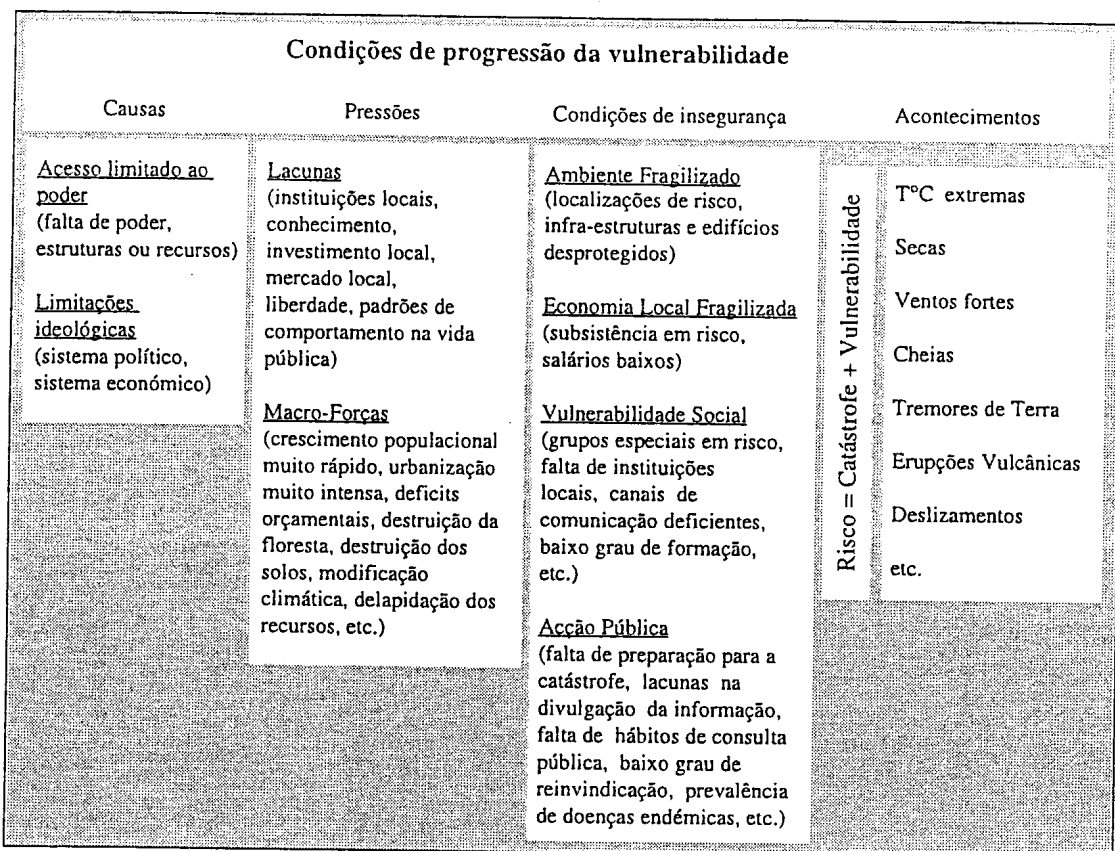 Condições de progressão da vulnerabilidade
Causas
Pressões
Condições de insegurança
Acontecimentos
Acesso limitado ao
poder
(falta de poder,
estruturas ou recursos)
Limitações
ideológicas
(sistema político,
sistema económico)
Lacunas
(instituições locais,
conhecimento,
investimento local,
mercado local,
liberdade, padrões de
comportamento na vida
pública)
Macro-Forças
(crescimento populacional
muito rápido, urbanização
muito intensa, deficits
orçamentais, destruição da
floresta, destruição dos
solos, modificação
climática, delapidação dos
recursos, etc.)
Ambiente Fragilizado
(localizações de risco,
infra-estruturas e edifícios
desprotegidos)
Economia Local Fragilizada
(subsistência em risco,
salários baixos)
Vulnerabilidade Social
(grupos especiais em risco,
falta de instituições
locais, canais de
comunicação deficientes,
baixo grau de formação,
etc.)
Acção Pública
(falta de preparação para a
catástrofe, lacunas na
divulgação da informação,
falta de hábitos de consulta
pública, baixo grau de
reinvindicação, prevalência
de doenças endémicas, etc.)
Risco = Catástrofe + Vulnerabilidade
TºC extremas
Secas
Ventos fortes
Cheias
Tremores de Terra
Erupções Vulcânicas
Deslizamentos
etc.